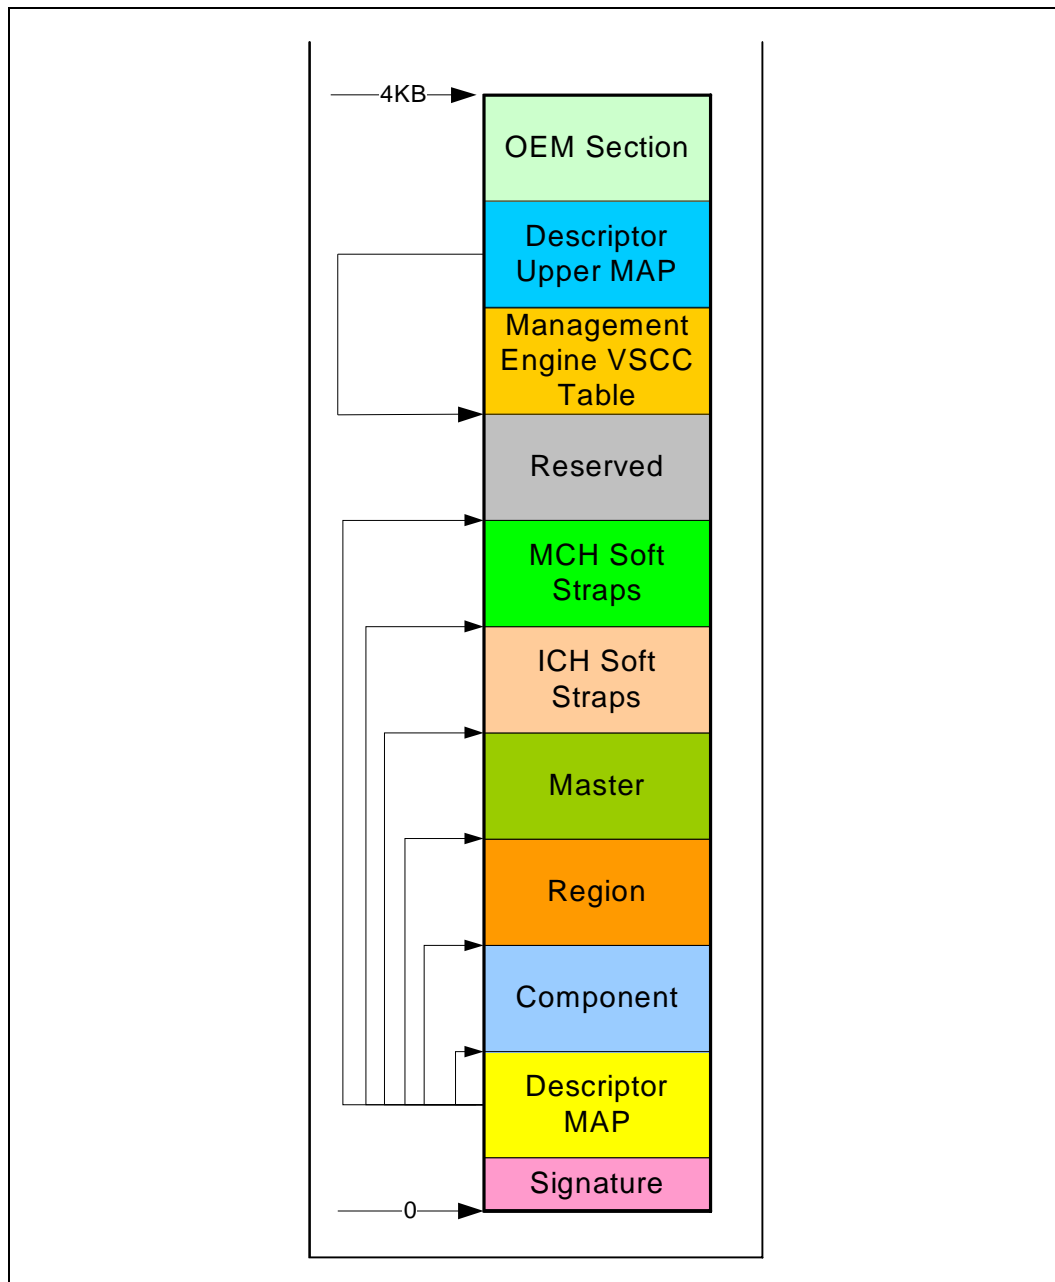 4KB
OEM Section
Descriptor
Upper MAP
Management
Engine VSCC
Table
Reserved
MCH Soft
Straps
ICH Soft
Straps
Master
Region
Component
Descriptor
MAP
Signature
0